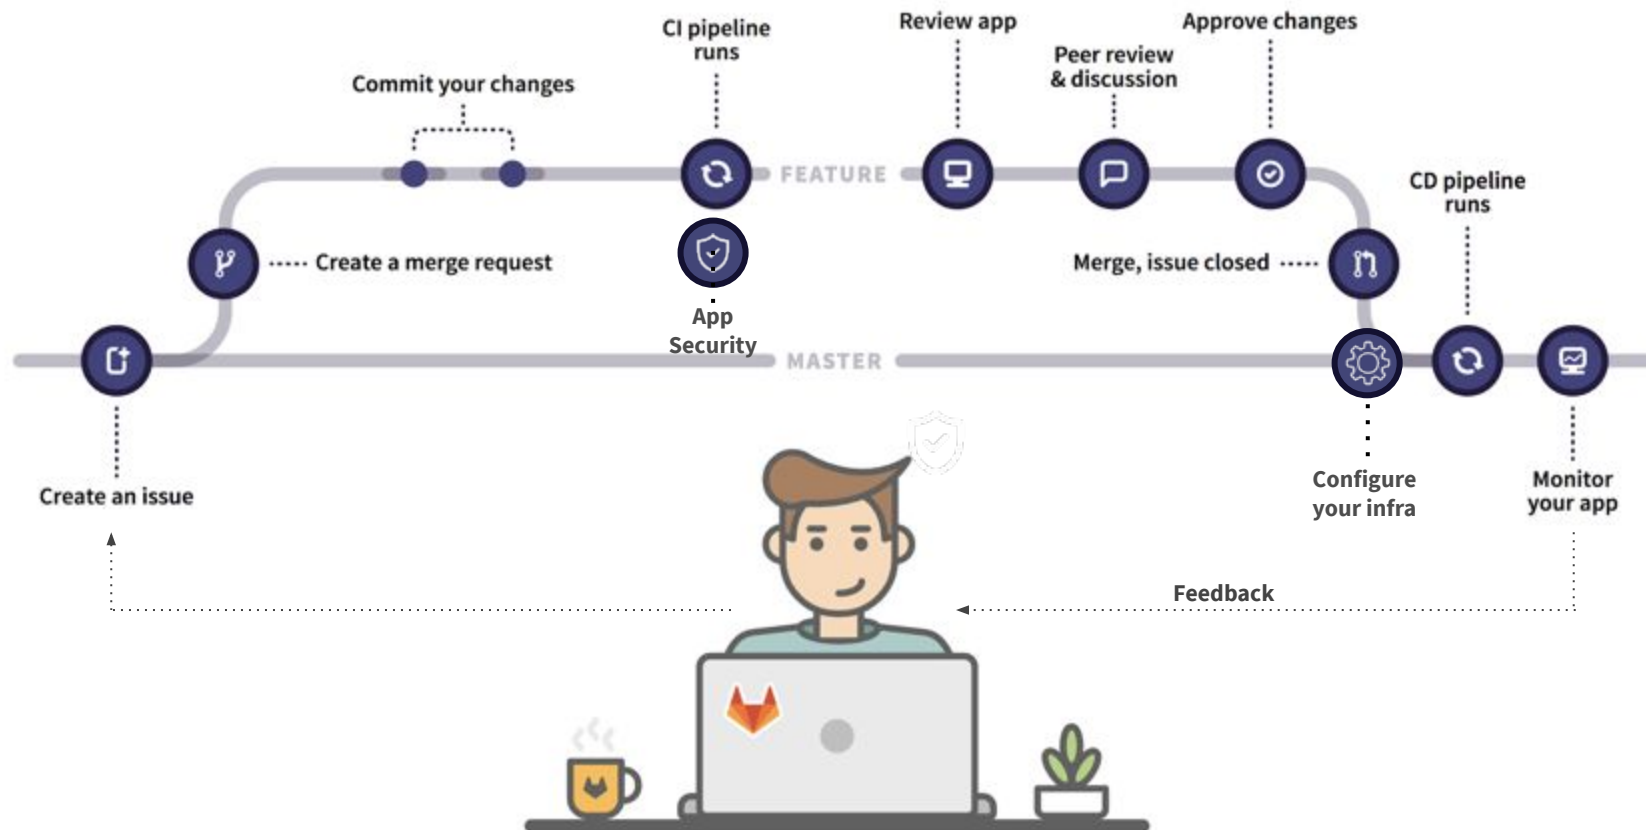 CI pipeline
runs
Review app
Approve changes
Peer review
& discussion
Commit your changes
FEATURE
CD pipeline
runs
Create a merge request
Merge, issue closed
App
Security
MASTER
Create an issue
Configure
your infra
Monitor
your app
Feedback